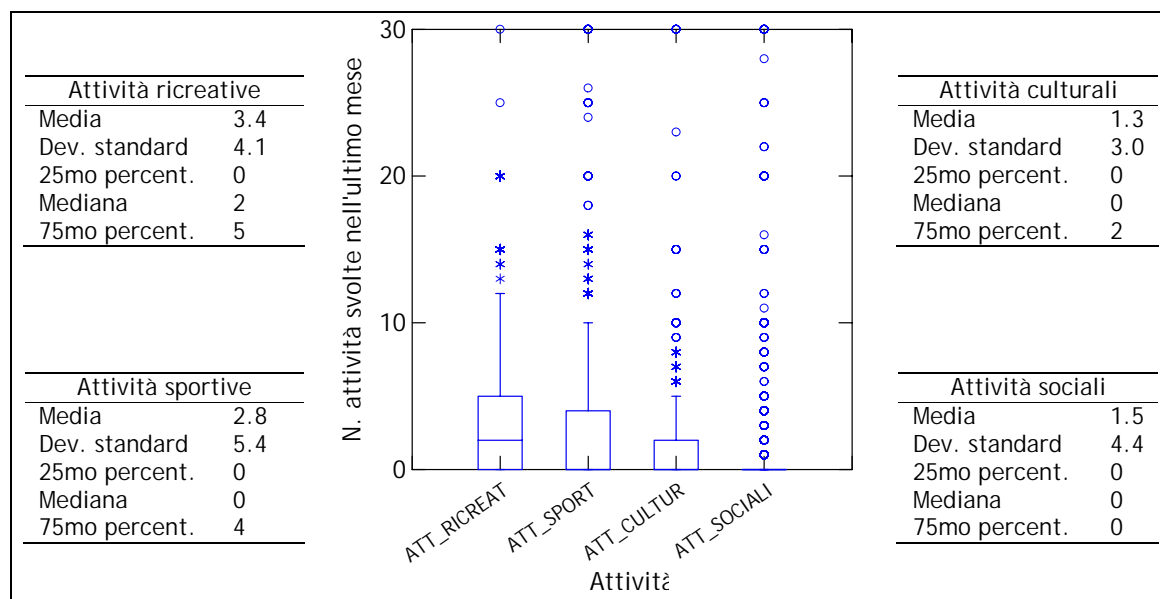 Attività ricreative
Media 3.4
Dev. standard 4.1
25mo percent. 0
Mediana 2
75mo percent. 5
Attività sportive
Media 2.8
Dev. standard 5.4
25mo percent. 0
Mediana 0
75mo percent. 4
N. attività svolte nell'ultimo mese
30
20
10
0
ATT_RICREAT
ATT_SPORT
ATT_CULTUR
ATT_SOCIALI
Attività
Attività culturali
Media 1.3
Dev. standard 3.0
25mo percent. 0
Mediana 0
75mo percent. 2
Attività sociali
Media 1.5
Dev. standard 4.4
25mo percent. 0
Mediana 0
75mo percent. 0